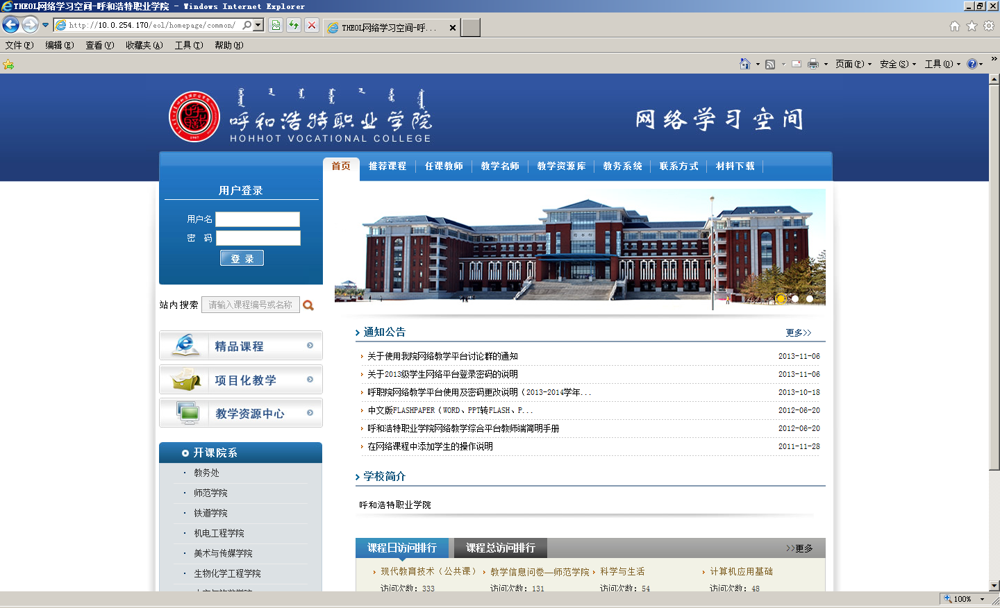 THEOL网络学习空间-呼和浩特职业学院 - Windows Internet Explorer
http://10.0.254.170/eol/homepage/common/
THEOL网络学习空间-呼...
文件(F) 编辑(E) 查看(V) 收藏夹(A) 工具(T) 帮助(H)
页面(P) 安全(S) 工具(O)
呼和浩特职业学院
HOHHOT VOCATIONAL COLLEGE
网络学习空间
首页 推荐课程 任课教师 教学名师 教学资源库 教务系统 联系方式 材料下载
用户登录
用户名
密 码
登 录
站内搜索 请输入课程编号或名称
精品课程
项目化教学
教学资源中心
开课院系
教务处
师范学院
铁道学院
机电工程学院
美术与传媒学院
生物化学工程学院
通知公告 更多>>
关于使用我院网络教学平台讨论群的通知 2013-11-06
关于2013级学生网络平台登录密码的说明 2013-11-06
呼职院网络教学平台使用及密码更改说明（2013-2014学年... 2013-10-18
中文版FLASHPAPER（WORD、PPT转FLASH、P... 2012-06-20
呼和浩特职业学院网络教学综合平台教师端简明手册 2012-06-20
在网络课程中添加学生的操作说明 2011-11-28
学校简介
呼和浩特职业学院
课程日访问排行 课程总访问排行 >>更多
现代教育技术（公共课） 教学信息问卷—师范学院 科学与生活 计算机应用基础
访问次数: 333 访问次数: 131 访问次数: 54 访问次数: 48
100%